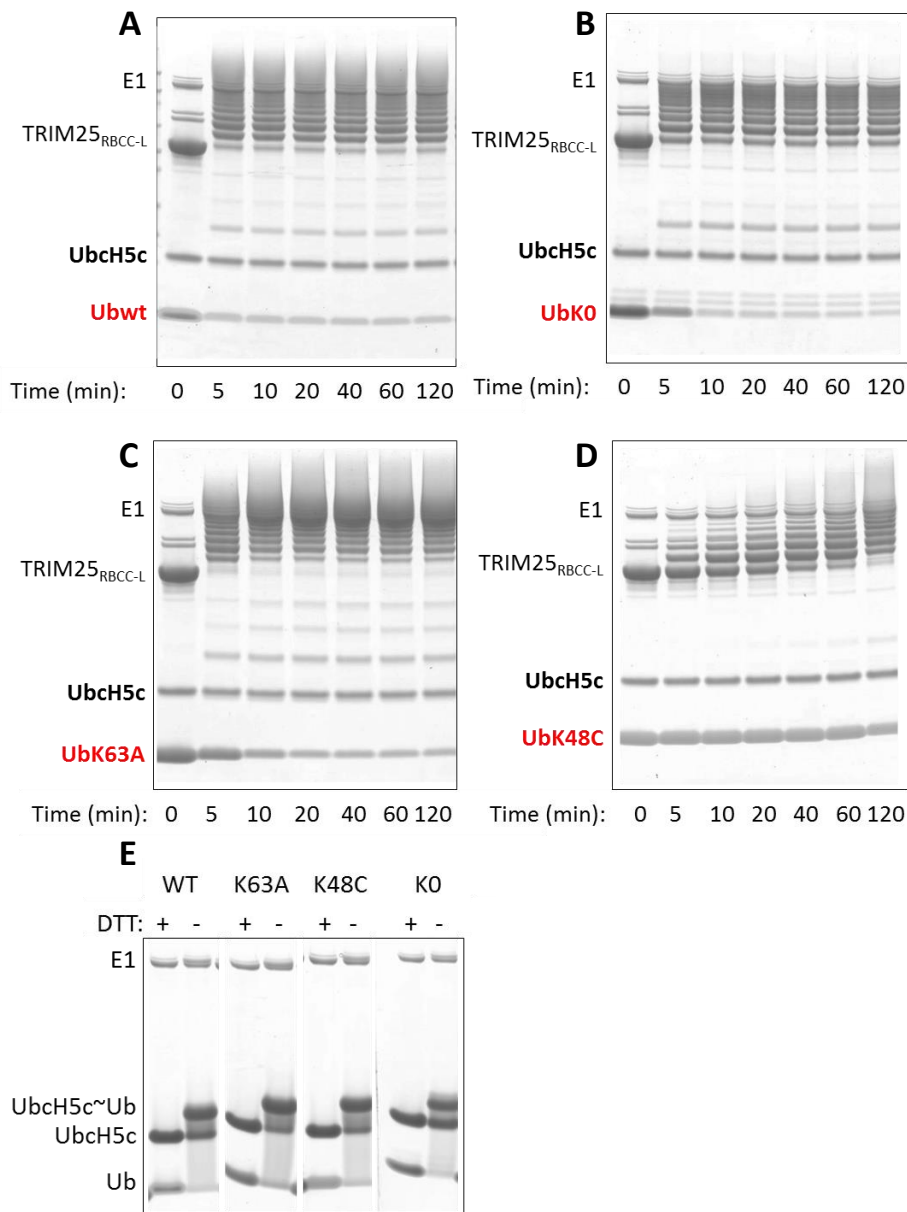 A
B
E1
E1
TRIM25RBCC-L
TRIM25RBCC-L
UbcH5c
UbcH5c
Ubwt
UbK0
Time (min): 0 5 10 20 40 60 120
Time (min): 0 5 10 20 40 60 120
C
D
E1
E1
TRIM25RBCC-L
TRIM25RBCC-L
UbcH5c
UbcH5c
UbK63A
UbK48C
Time (min): 0 5 10 20 40 60 120
Time (min): 0 5 10 20 40 60 120
E
WT K63A K48C K0
DTT: + - + - + - + -
E1
UbcH5c~Ub
UbcH5c
Ub